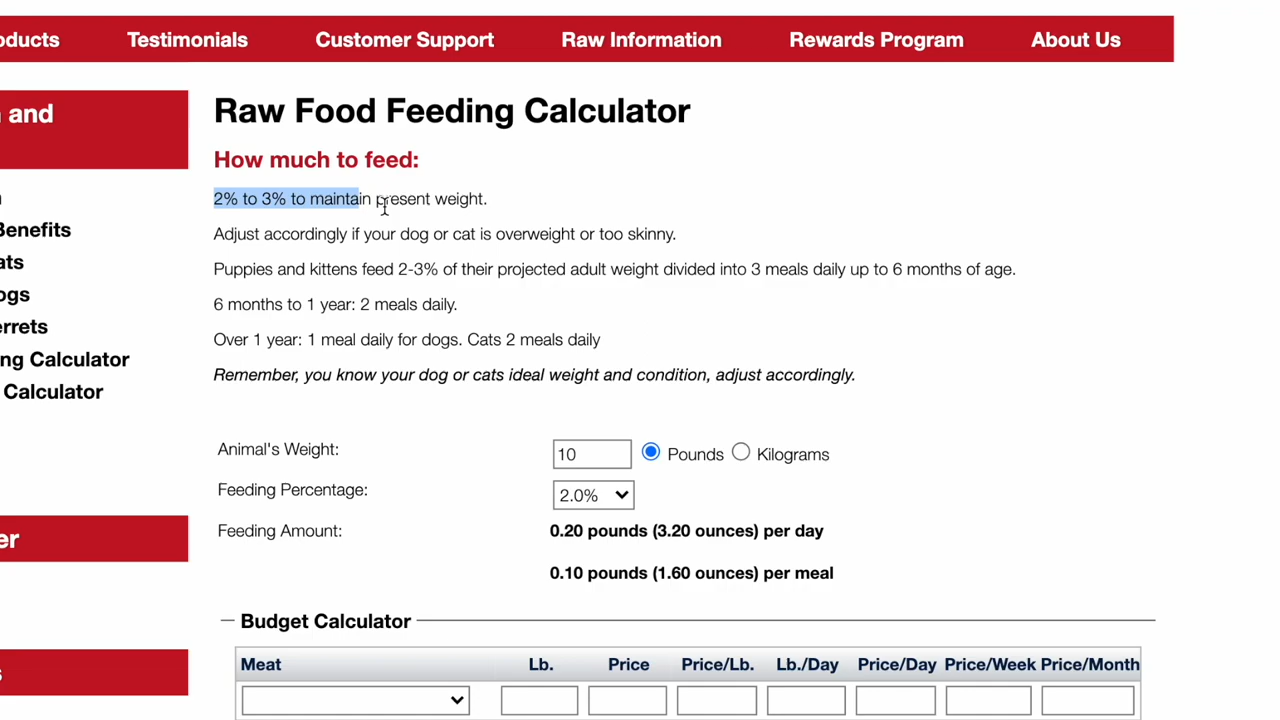 Testimonials Customer Support Raw Information Rewards Program About Us
and
Raw Food Feeding Calculator
How much to feed:
2% to 3% to maintain present weight.
Benefits
Adjust accordingly if your dog or cat is overweight or too skinny.
Puppies and kittens feed 2-3% of their projected adult weight divided into 3 meals daily up to 6 months of age.
6 months to 1 year: 2 meals daily.
Over 1 year: 1 meal daily for dogs. Cats 2 meals daily
Calculator
Remember, you know your dog or cats ideal weight and condition, adjust accordingly.
Calculator
Animal's Weight: 10 Pounds Kilograms
Feeding Percentage: 2.0%
Feeding Amount: 0.20 pounds (3.20 ounces) per day
0.10 pounds (1.60 ounces) per meal
Budget Calculator
Meat Lb. Price Price/Lb. Lb./Day Price/Day Price/Week Price/Month